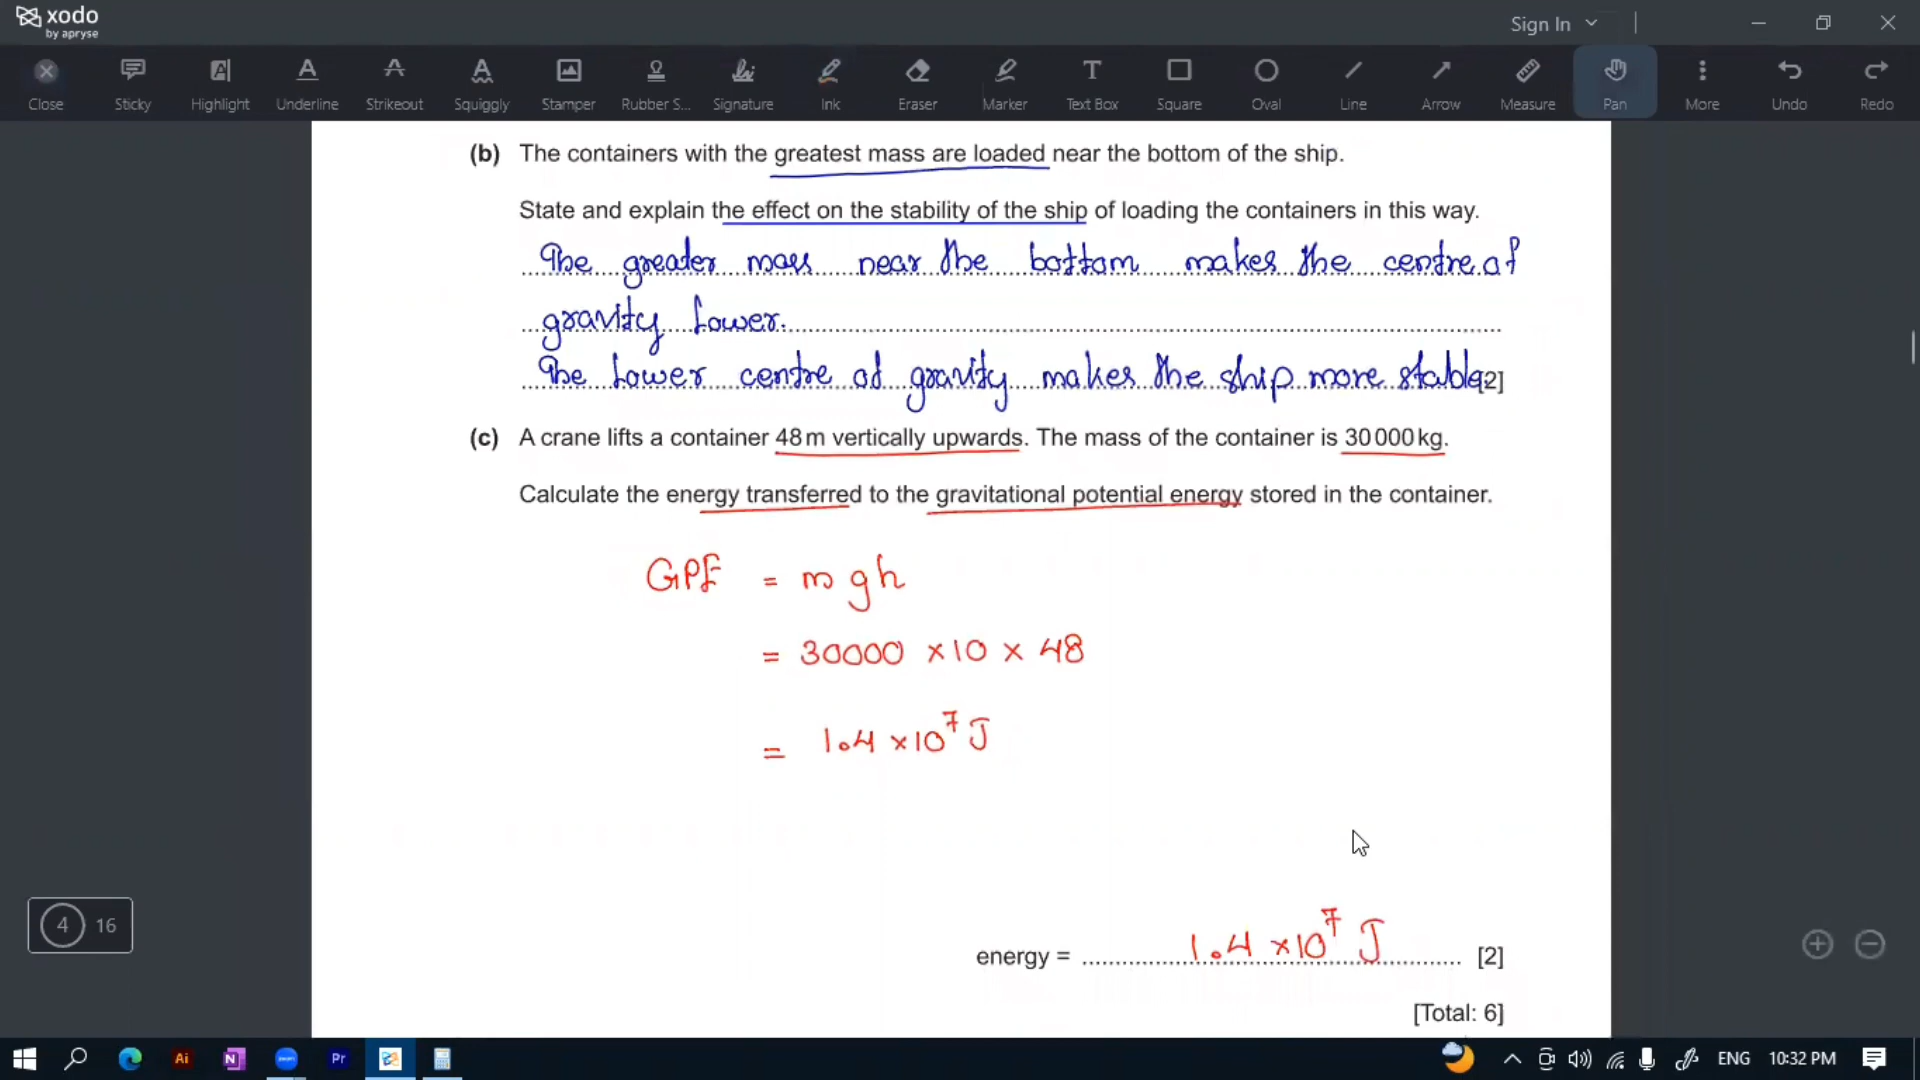 xodo
by apryse
Sign In
Close Sticky Highlight Underline Strikeout Squiggly Stamper Rubber S... Signature Ink Eraser Marker Text Box Square Oval Line Arrow Measure Pan More Undo Redo
(b) The containers with the greatest mass are loaded near the bottom of the ship.
State and explain the effect on the stability of the ship of loading the containers in this way.
The greater mass near the bottom makes the centre of
gravity lower.
The lower centre of gravity makes the ship more stable. [2]
(c) A crane lifts a container 48 m vertically upwards. The mass of the container is 30 000 kg.
Calculate the energy transferred to the gravitational potential energy stored in the container.
GPE = mgh
= 30000 × 10 × 48
= 1.4 × 10⁷ J
4 16
energy = 1.4 × 10⁷ J [2]
[Total: 6]
Ai N Pr ENG 10:32 PM